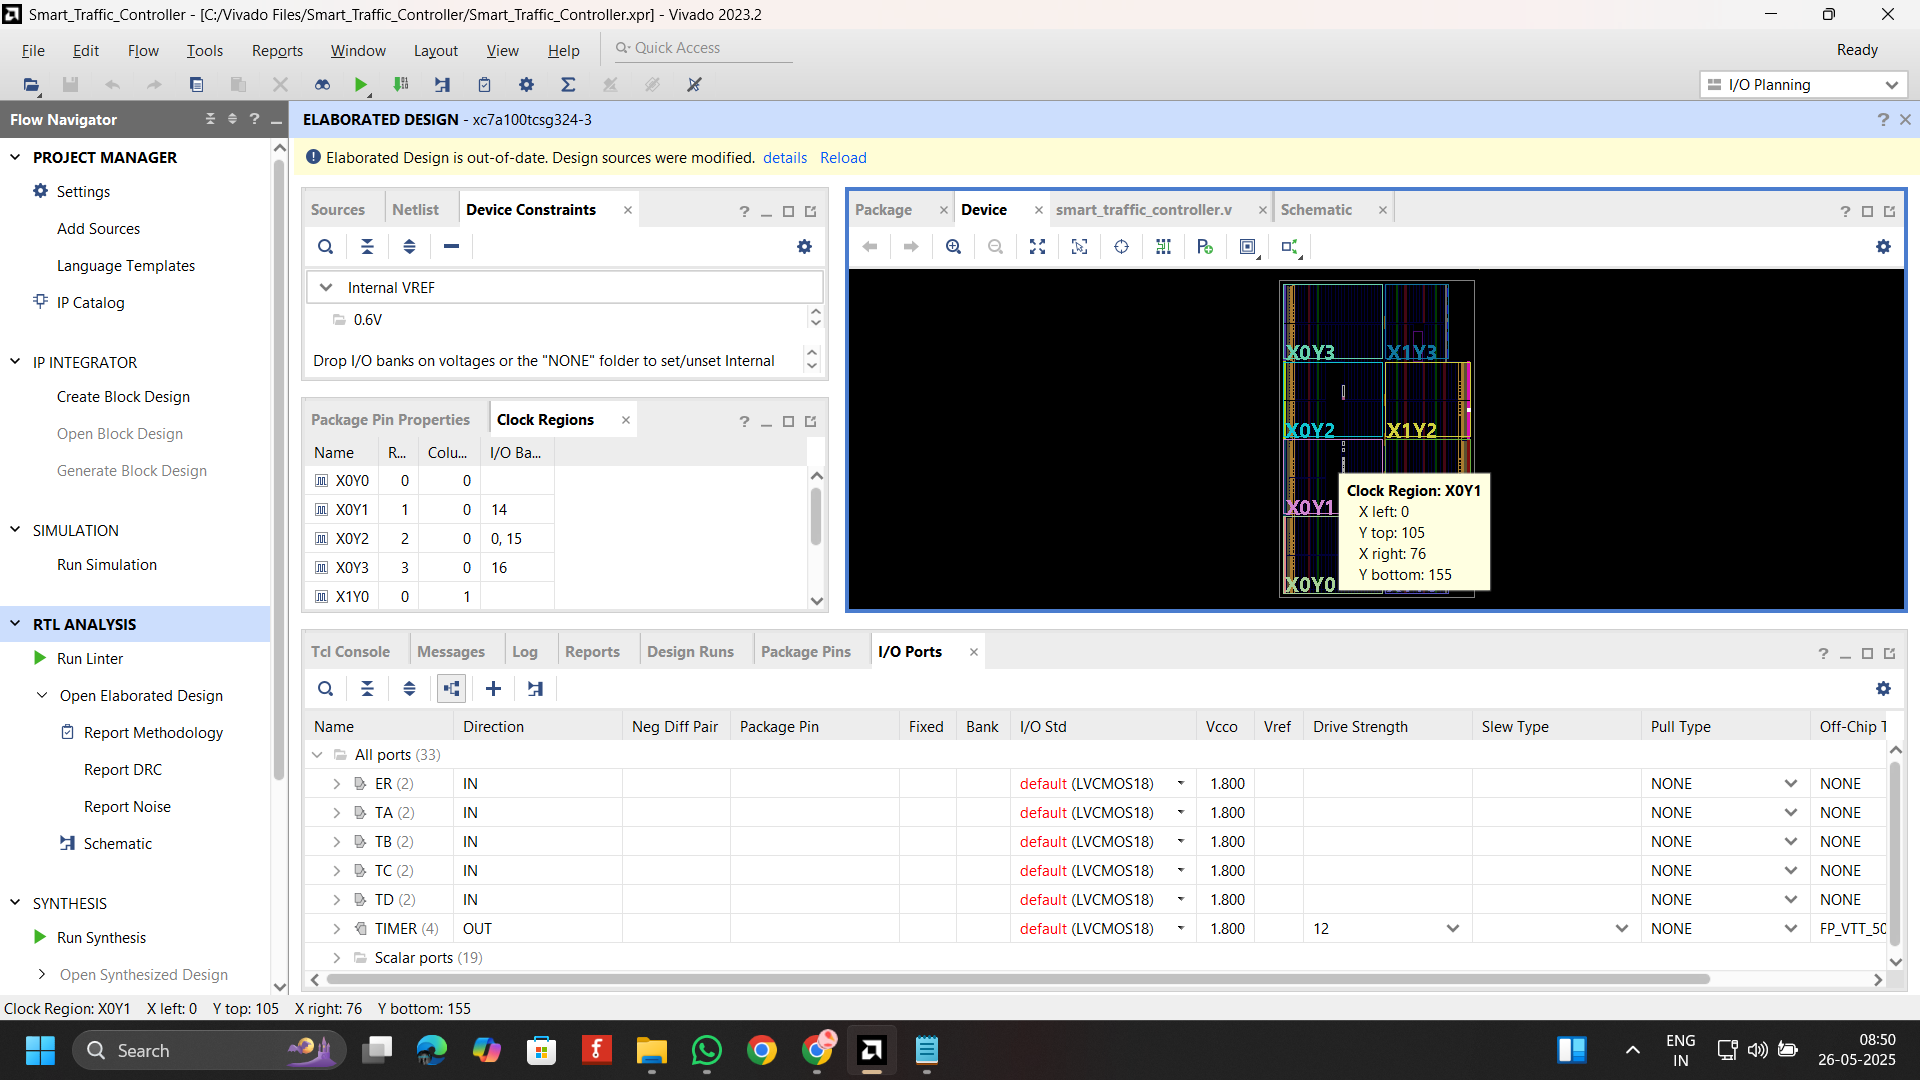 Smart_Traffic_Controller - [C:/Vivado Files/Smart_Traffic_Controller/Smart_Traffic_Controller.xpr] - Vivado 2023.2
File Edit Flow Tools Reports Window Layout View Help Quick Access Ready
I/O Planning
Flow Navigator
PROJECT MANAGER
Settings
Add Sources
Language Templates
IP Catalog
IP INTEGRATOR
Create Block Design
Open Block Design
Generate Block Design
SIMULATION
Run Simulation
RTL ANALYSIS
Run Linter
Open Elaborated Design
Report Methodology
Report DRC
Report Noise
Schematic
SYNTHESIS
Run Synthesis
Open Synthesized Design
ELABORATED DESIGN - xc7a100tcsg324-3
Elaborated Design is out-of-date. Design sources were modified. details Reload
Sources Netlist Device Constraints
Internal VREF
0.6V
Drop I/O banks on voltages or the "NONE" folder to set/unset Internal
Package Pin Properties Clock Regions
Name R... Colu... I/O Ba...
X0Y0 0 0
X0Y1 1 0 14
X0Y2 2 0 0, 15
X0Y3 3 0 16
X1Y0 0 1
Package Device smart_traffic_controller.v Schematic
X0Y3 X1Y3
X0Y2 X1Y2
X0Y1
X0Y0
Clock Region: X0Y1
X left: 0
Y top: 105
X right: 76
Y bottom: 155
Tcl Console Messages Log Reports Design Runs Package Pins I/O Ports
Name Direction Neg Diff Pair Package Pin Fixed Bank I/O Std Vcco Vref Drive Strength Slew Type Pull Type Off-Chip T
All ports (33)
ER (2) IN default (LVCMOS18) 1.800 NONE NONE
TA (2) IN default (LVCMOS18) 1.800 NONE NONE
TB (2) IN default (LVCMOS18) 1.800 NONE NONE
TC (2) IN default (LVCMOS18) 1.800 NONE NONE
TD (2) IN default (LVCMOS18) 1.800 NONE NONE
TIMER (4) OUT default (LVCMOS18) 1.800 12 NONE FP_VTT_50
Scalar ports (19)
Clock Region: X0Y1 X left: 0 Y top: 105 X right: 76 Y bottom: 155
Search
ENG
IN
08:50
26-05-2025